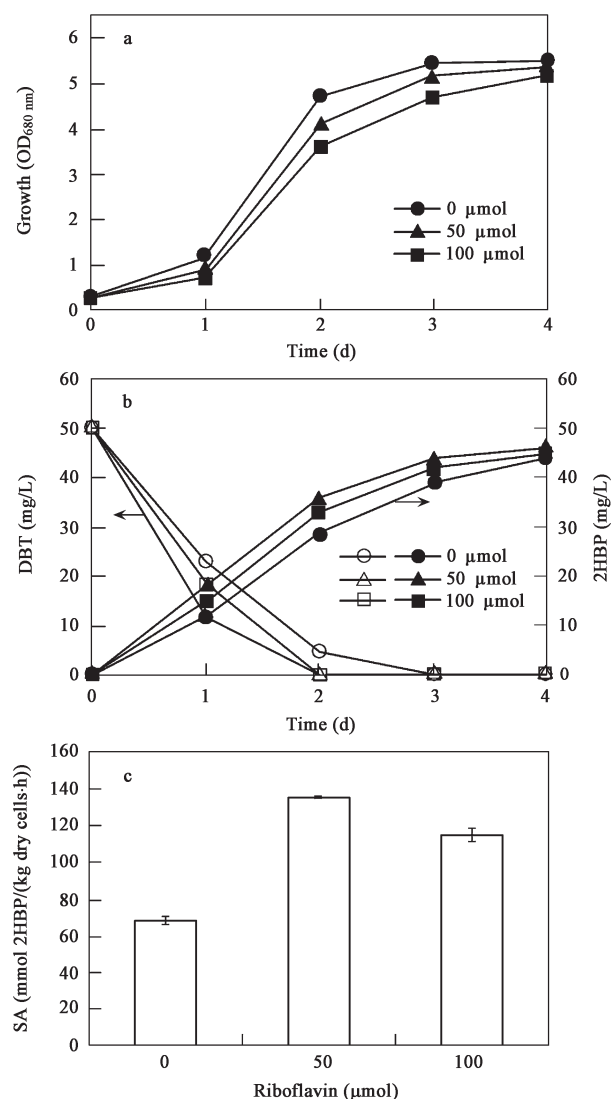 a
6
5
4
3
2
1
0
Growth (OD680 nm)
0 μmol
50 μmol
100 μmol
0 1 2 3 4
Time (d)
b
60 60
50 50
40 40
30 30
20 20
10 10
0 0
DBT (mg/L)
2HBP (mg/L)
0 μmol
50 μmol
100 μmol
0 1 2 3 4
Time (d)
c
160
140
120
100
80
60
40
20
0
SA (mmol 2HBP/(kg dry cells·h))
0 50 100
Riboflavin (μmol)